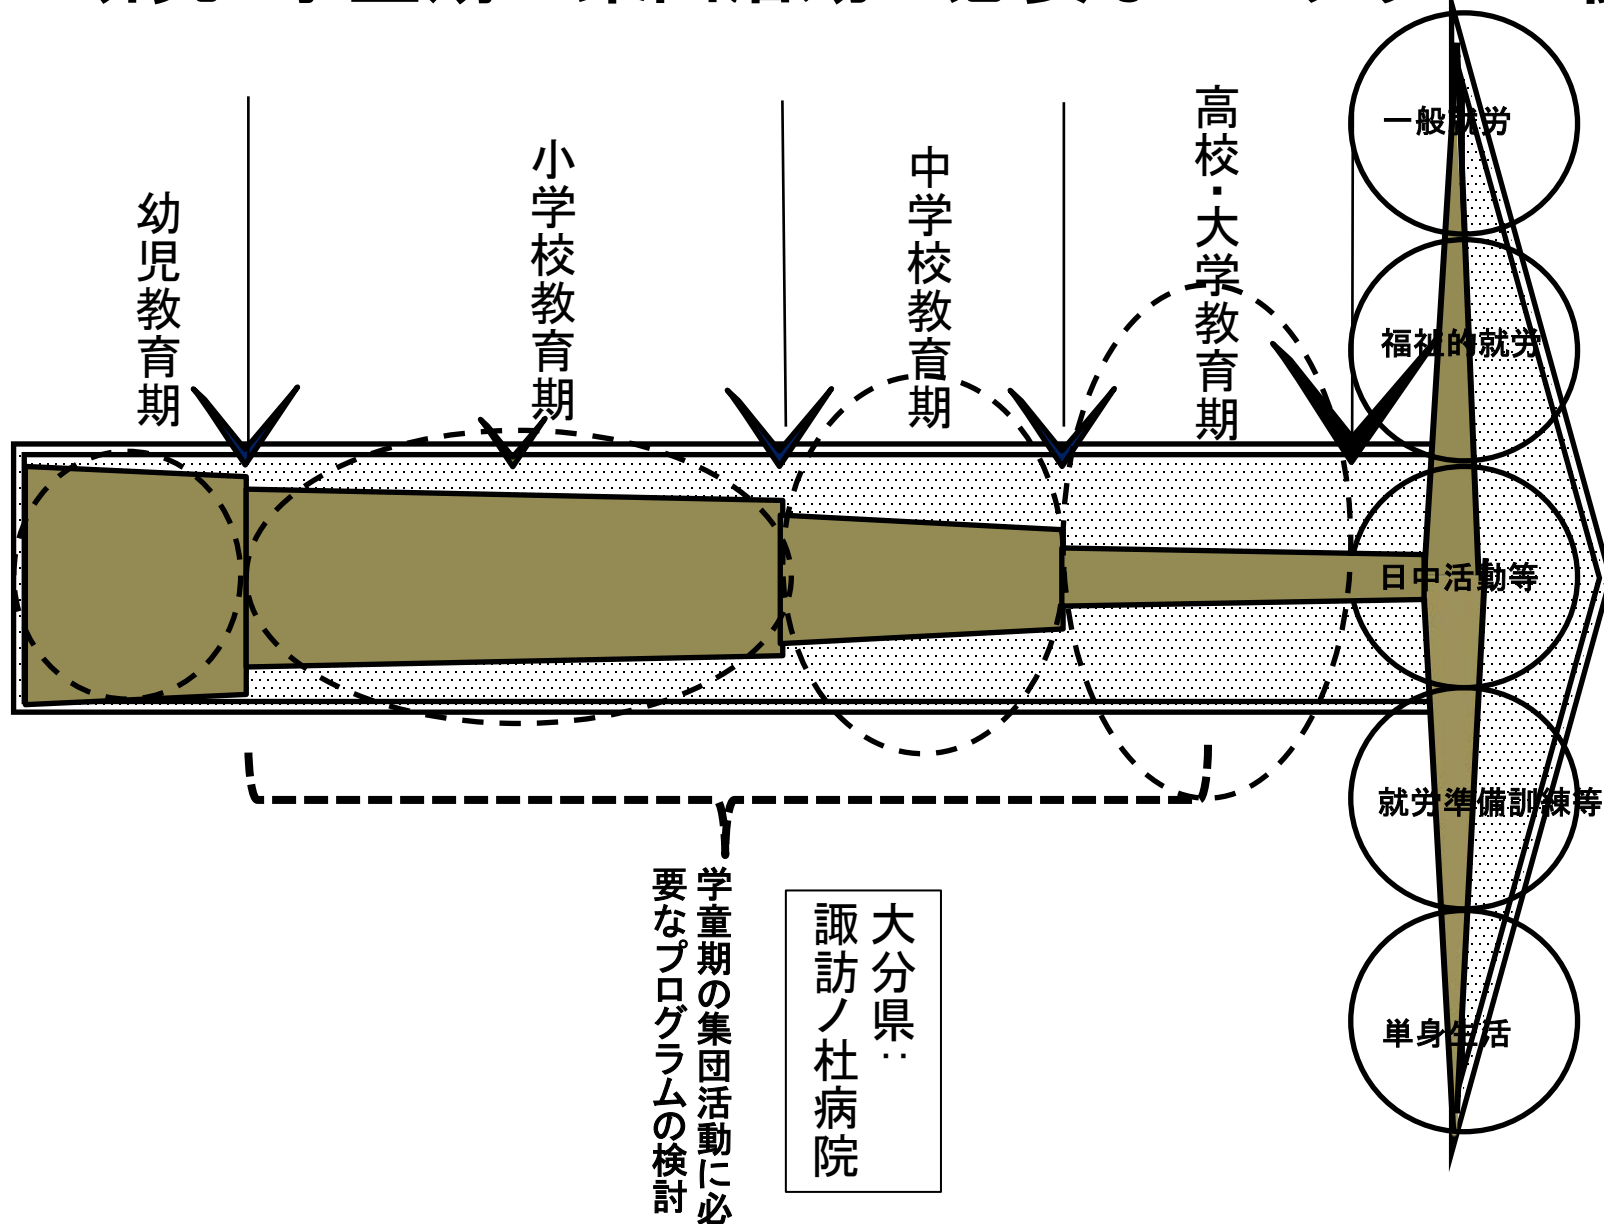 幼児教育期
小学校教育期
中学校教育期
高校・大学教育期
一般就労
福祉的就労
日中活動等
就労準備訓練等
単身生活
学童期の集団活動に必
要なプログラムの検討
大分県：
諏訪ノ杜病院